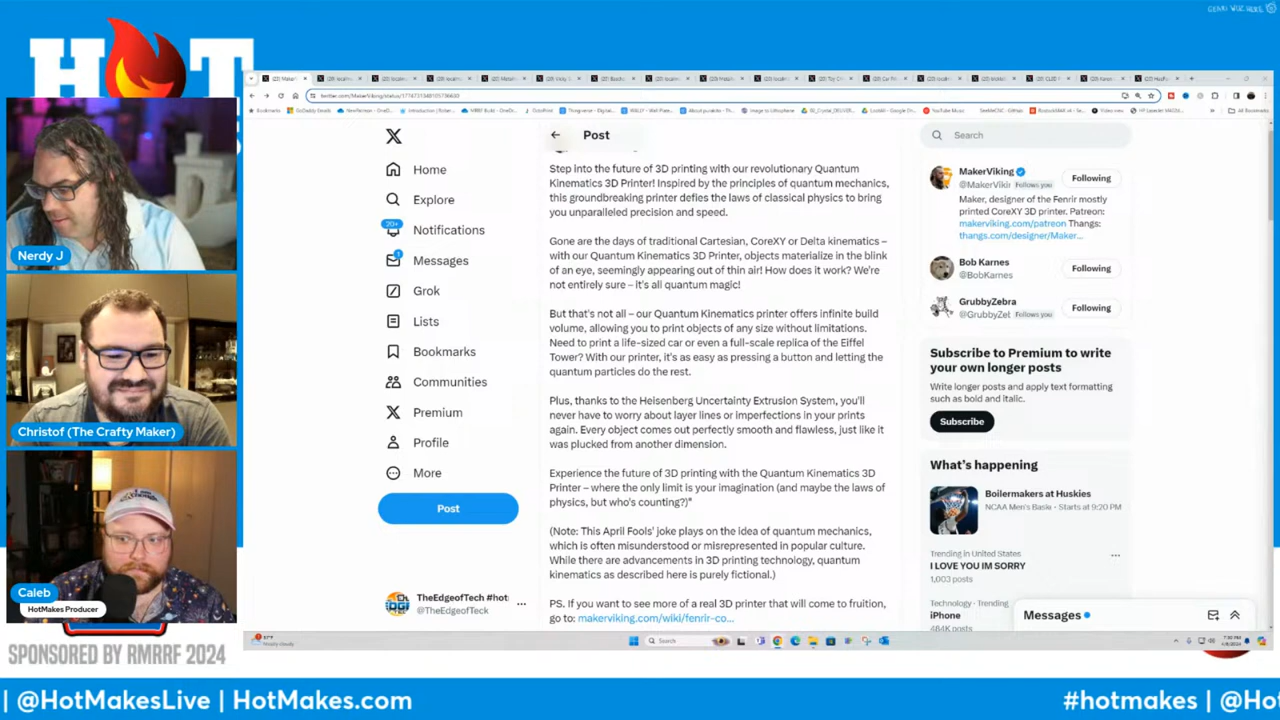 H T
Nerdy J
Christof (The Crafty Maker)
Caleb
HotMakes Producer
SPONSORED BY RMRRF 2024
| @HotMakesLive | HotMakes.com
#hotmakes | @Ho
Home
Explore
20+
Notifications
Messages
Grok
Lists
Bookmarks
Communities
Premium
Profile
More
Post
TheEdgeofTech #hot
@TheEdgeofTeck
Post
Step into the future of 3D printing with our revolutionary Quantum
Kinematics 3D Printer! Inspired by the principles of quantum mechanics,
this groundbreaking printer defies the laws of classical physics to bring
you unparalleled precision and speed.
Gone are the days of traditional Cartesian, CoreXY or Delta kinematics –
with our Quantum Kinematics 3D Printer, objects materialize in the blink
of an eye, seemingly appearing out of thin air! How does it work? We're
not entirely sure – it's all quantum magic!
But that's not all – our Quantum Kinematics printer offers infinite build
volume, allowing you to print objects of any size without limitations.
Need to print a life-sized car or even a full-scale replica of the Eiffel
Tower? With our printer, it's as easy as pressing a button and letting the
quantum particles do the rest.
Plus, thanks to the Heisenberg Uncertainty Extrusion System, you'll
never have to worry about layer lines or imperfections in your prints
again. Every object comes out perfectly smooth and flawless, just like it
was plucked from another dimension.
Experience the future of 3D printing with the Quantum Kinematics 3D
Printer – where the only limit is your imagination (and maybe the laws of
physics, but who's counting?)"
(Note: This April Fools' joke plays on the idea of quantum mechanics,
which is often misunderstood or misrepresented in popular culture.
While there are advancements in 3D printing technology, quantum
kinematics as described here is purely fictional.)
PS. If you want to see more of a real 3D printer that will come to fruition,
go to: makerviking.com/wiki/fenrir-co...
Search
MakerViking
@MakerViki Follows you
Following
Maker, designer of the Fenrir mostly
printed CoreXY 3D printer. Patreon:
makerviking.com/patreon Thangs:
thangs.com/designer/Maker...
Bob Karnes
@BobKarnes
Following
GrubbyZebra
@GrubbyZeb Follows you
Following
Subscribe to Premium to write
your own longer posts
Write longer posts and apply text formatting
such as bold and italic.
Subscribe
What's happening
Boilermakers at Huskies
NCAA Men's Baske · Starts at 9:20 PM
Trending in United States
I LOVE YOU IM SORRY
1,003 posts
Technology · Trending
iPhone
484K posts
Messages
Search